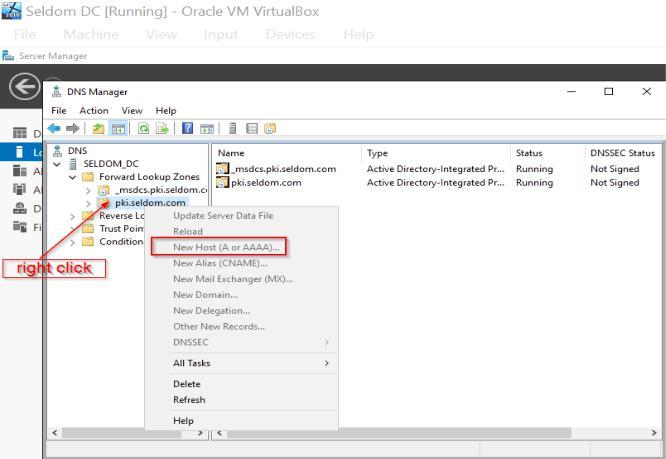 Seldom DC [Running] - Oracle VM VirtualBox
File Machine View Input Devices Help
Server Manager
DNS Manager
File Action View Help
DNS
SELDOM_DC
Forward Lookup Zones
_msdcs.pki.seldom.c
pki.seldom.com
Reverse Lo
Trust Poin
Condition
right click
Update Server Data File
Reload
New Host (A or AAAA)...
New Alias (CNAME)...
New Mail Exchanger (MX)...
New Domain...
New Delegation...
Other New Records...
DNSSEC
All Tasks
Delete
Refresh
Help
Name Type Status DNSSEC Status
_msdcs.pki.seldom.com Active Directory-Integrated Pr... Running Not Signed
pki.seldom.com Active Directory-Integrated Pr... Running Not Signed
D
Lo
Al
Al
D
Fi